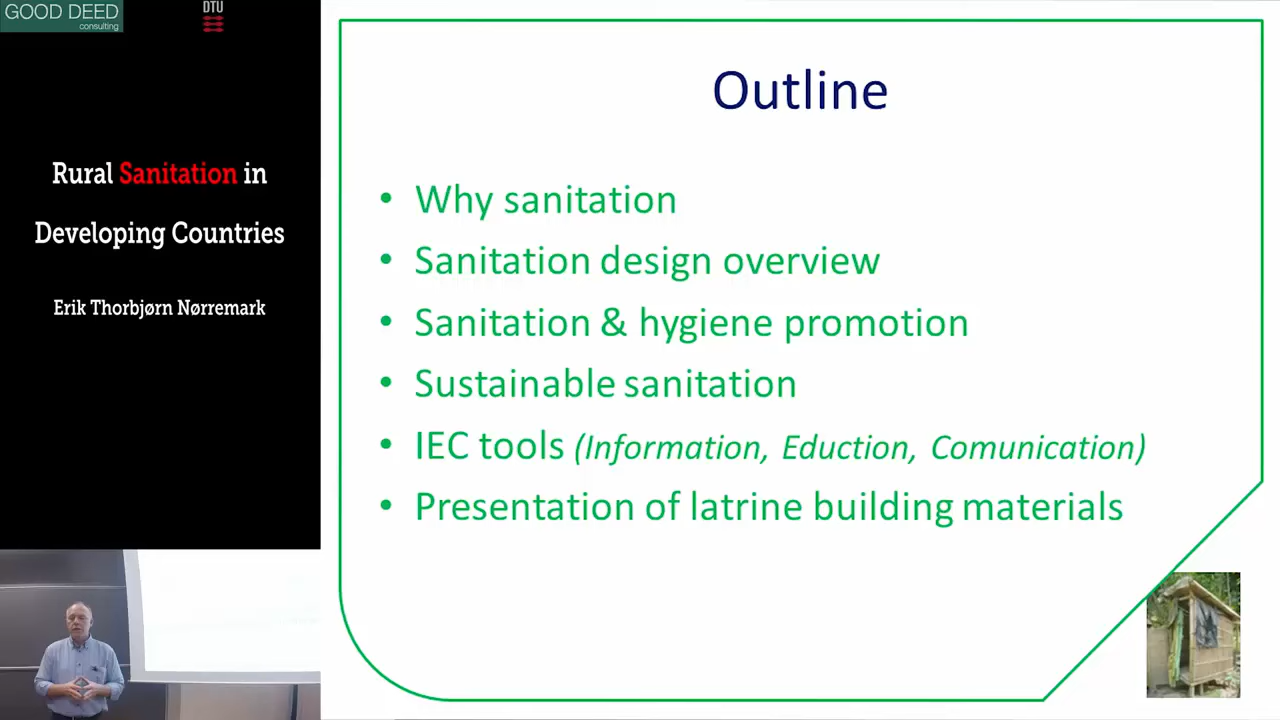 GOOD DEED
consulting
DTU
Rural Sanitation in
Developing Countries
Erik Thorbjørn Nørremark
Outline
• Why sanitation
• Sanitation design overview
• Sanitation & hygiene promotion
• Sustainable sanitation
• IEC tools (Information, Eduction, Comunication)
• Presentation of latrine building materials